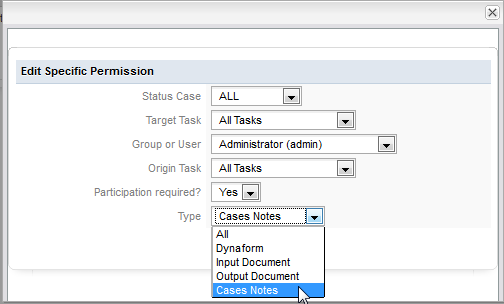 Edit Specific Permission
Status Case ALL
Target Task All Tasks
Group or User Administrator (admin)
Origin Task All Tasks
Participation required? Yes
Type Cases Notes
All
Dynaform
Input Document
Output Document
Cases Notes